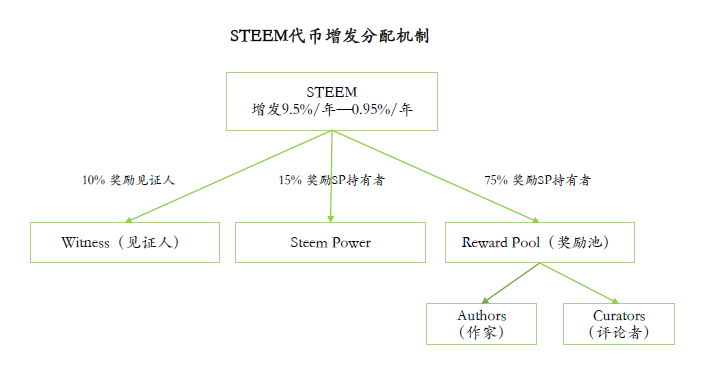 STEEM代币增发分配机制
STEEM
增发9.5%/年—0.95%/年
10% 奖励见证人
15% 奖励SP持有者
75% 奖励SP持有者
Witness（见证人）
Steem Power
Reward Pool（奖励池）
Authors
（作家）
Curators
（评论者）